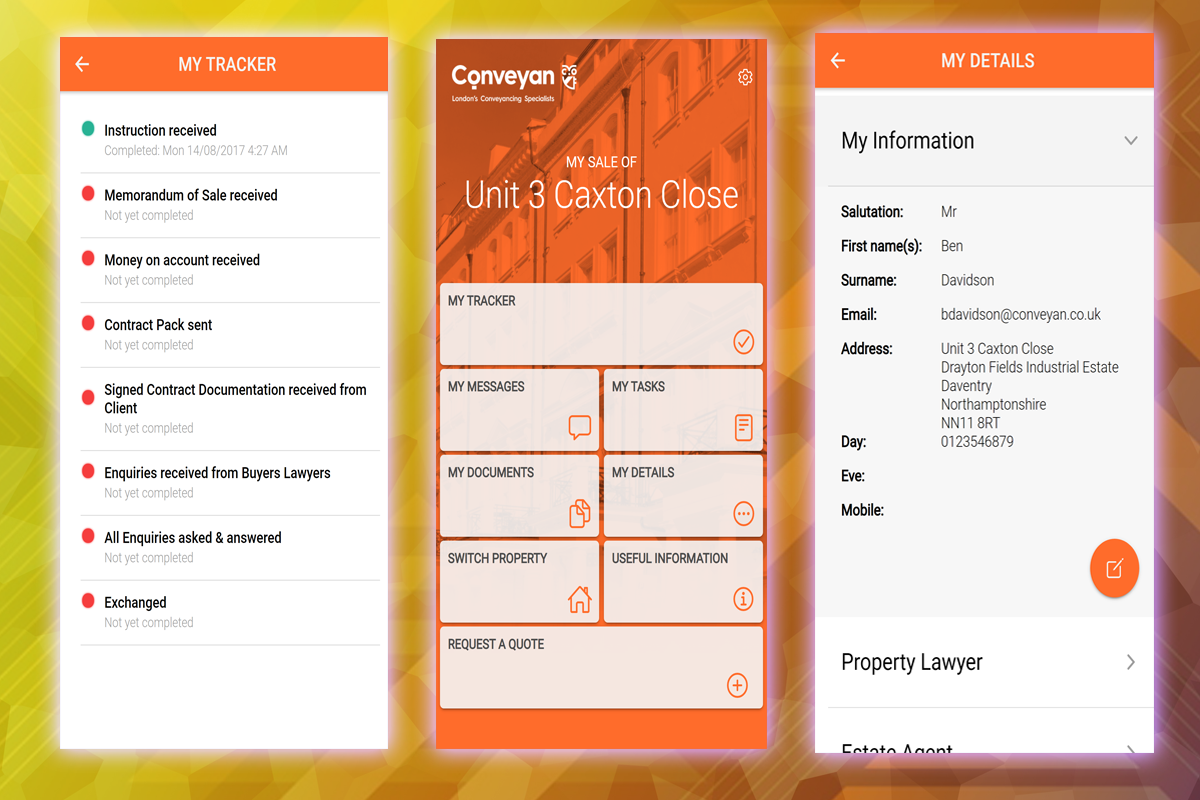 MY TRACKER
Instruction received
Completed: Mon 14/08/2017 4:27 AM
Memorandum of Sale received
Not yet completed
Money on account received
Not yet completed
Contract Pack sent
Not yet completed
Signed Contract Documentation received from
Client
Not yet completed
Enquiries received from Buyers Lawyers
Not yet completed
All Enquiries asked & answered
Not yet completed
Exchanged
Not yet completed
Conveyan
London's Conveyancing Specialists
MY SALE OF
Unit 3 Caxton Close
MY TRACKER
MY MESSAGES
MY TASKS
MY DOCUMENTS
MY DETAILS
SWITCH PROPERTY
USEFUL INFORMATION
REQUEST A QUOTE
MY DETAILS
My Information
Salutation: Mr
First name(s): Ben
Surname: Davidson
Email: bdavidson@conveyan.co.uk
Address: Unit 3 Caxton Close
Drayton Fields Industrial Estate
Daventry
Northamptonshire
NN11 8RT
Day: 0123546879
Eve:
Mobile:
Property Lawyer
Estate Agent